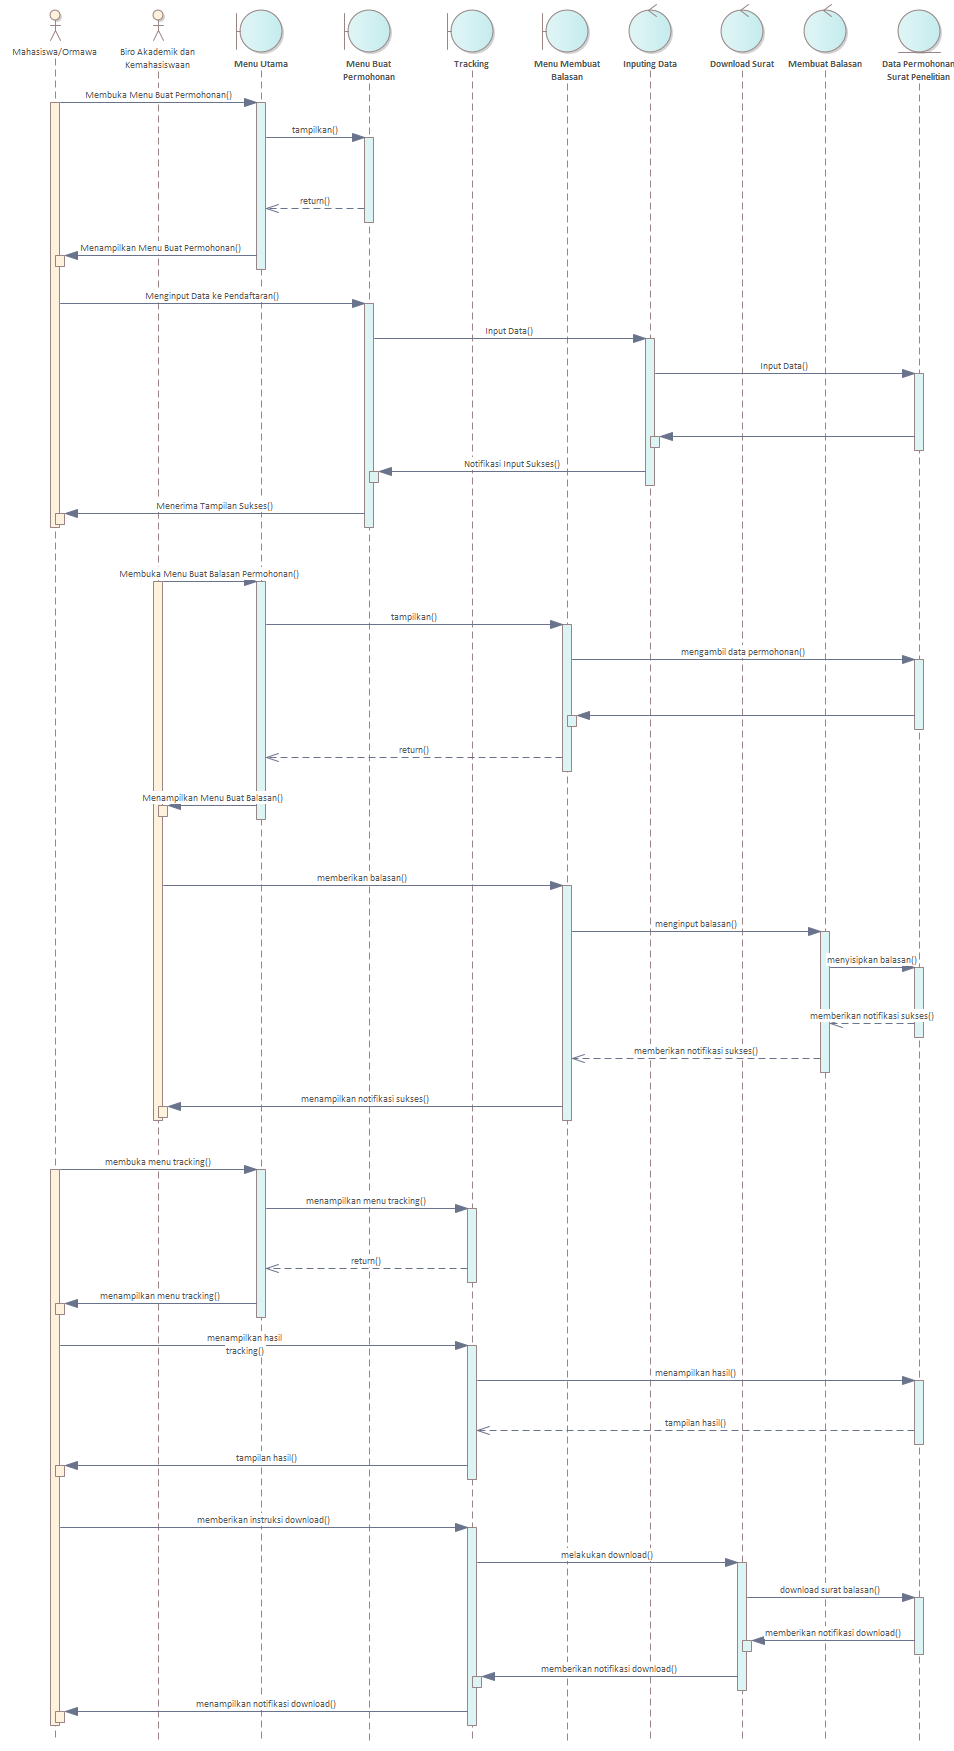 Mahasiswa/Ormawa
Biro Akademik dan
Kemahasiswaan
Menu Utama
Menu Buat
Permohonan
Tracking
Menu Membuat
Balasan
Inputing Data
Download Surat
Membuat Balasan
Data Permohonan
Surat Penelitian
Membuka Menu Buat Permohonan()
tampilkan()
return()
Menampilkan Menu Buat Permohonan()
Menginput Data ke Pendaftaran()
Input Data()
Input Data()
Notifikasi Input Sukses()
Menerima Tampilan Sukses()
Membuka Menu Buat Balasan Permohonan()
tampilkan()
mengambil data permohonan()
return()
Menampilkan Menu Buat Balasan()
memberikan balasan()
menginput balasan()
menyisipkan balasan()
memberikan notifikasi sukses()
memberikan notifikasi sukses()
menampilkan notifikasi sukses()
membuka menu tracking()
menampilkan menu tracking()
return()
menampilkan menu tracking()
menampilkan hasil
tracking()
menampilkan hasil()
tampilan hasil()
tampilan hasil()
memberikan instruksi download()
melakukan download()
download surat balasan()
memberikan notifikasi download()
memberikan notifikasi download()
menampilkan notifikasi download()